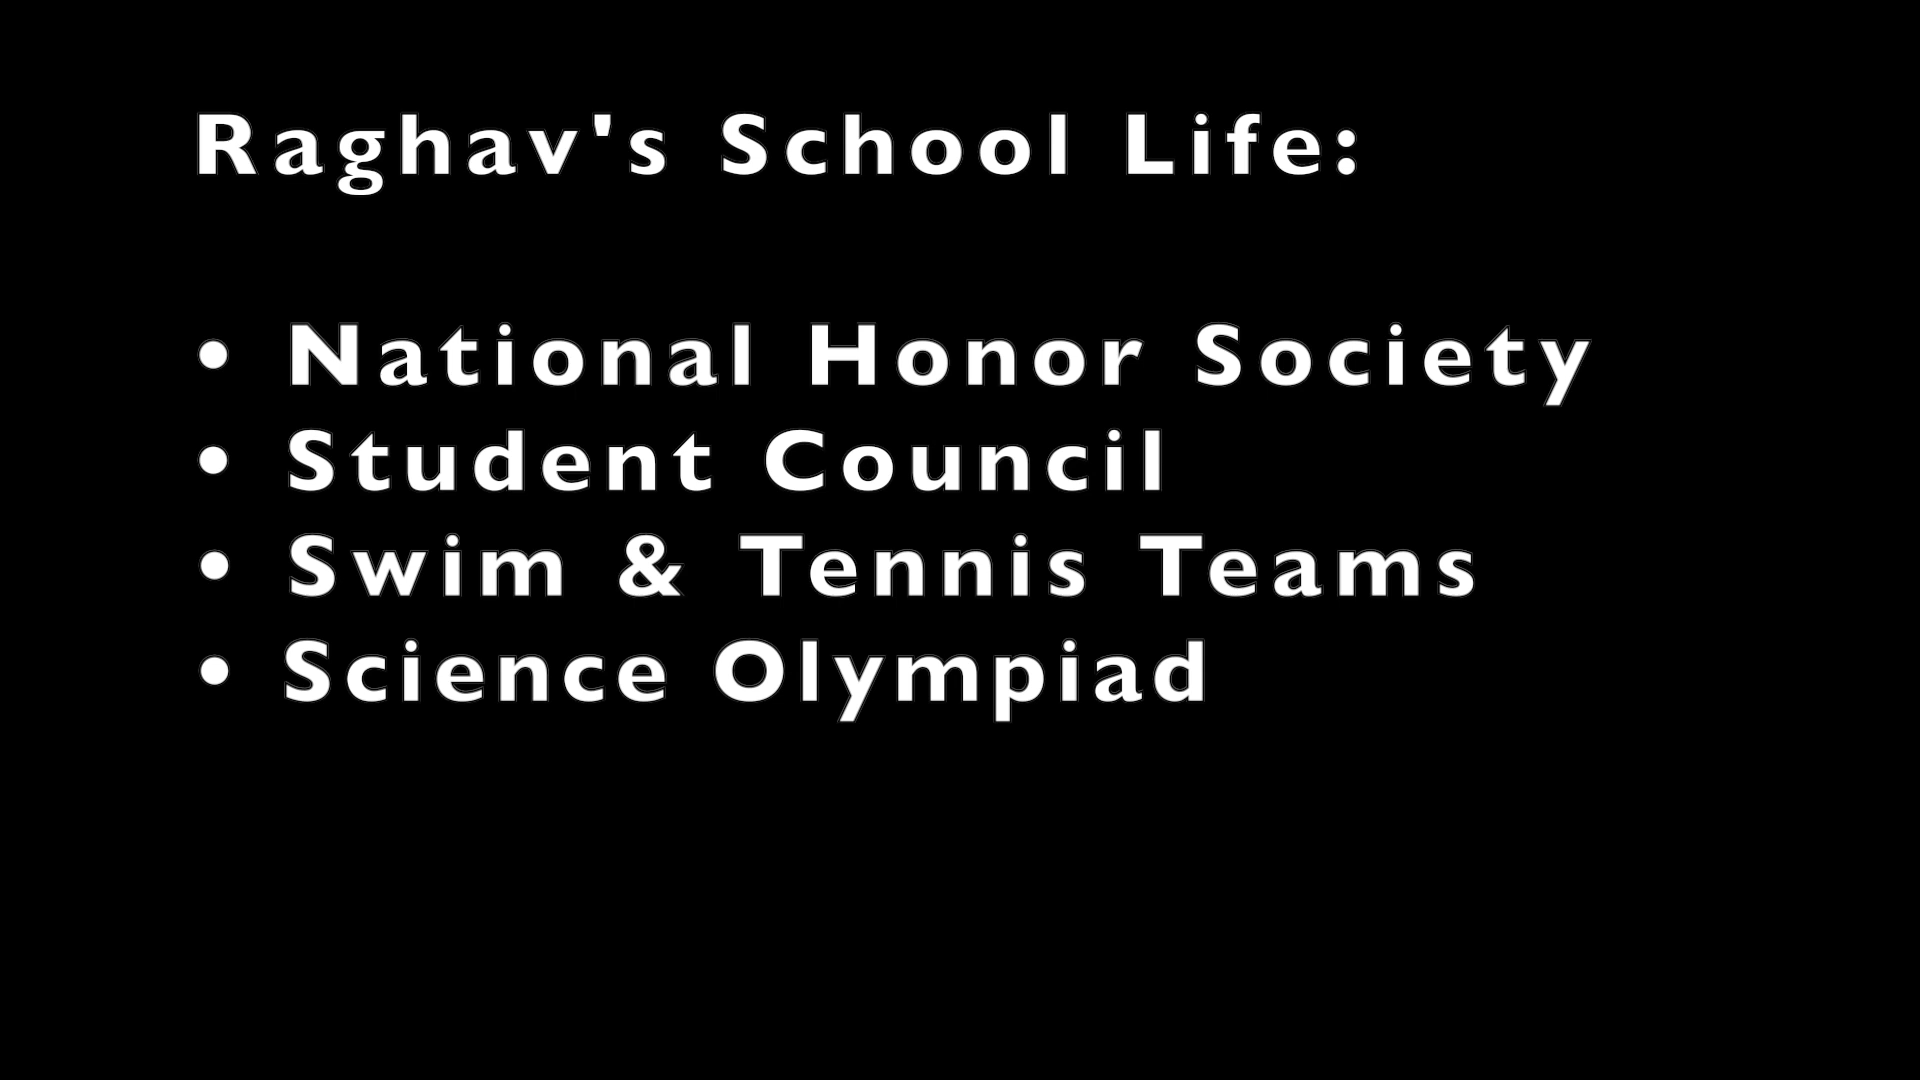 Raghav's School Life:
• National Honor Society
• Student Council
• Swim & Tennis Teams
• Science Olympiad